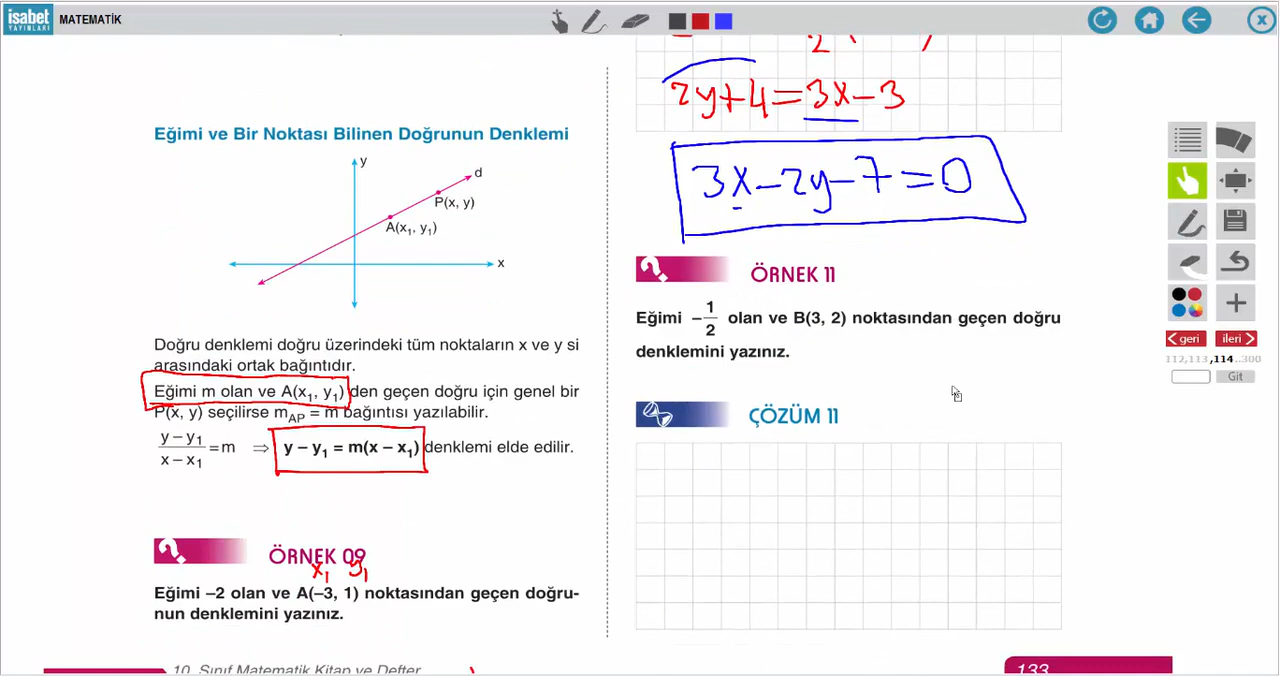 isabet
YAYINLARI
MATEMATİK
Eğimi ve Bir Noktası Bilinen Doğrunun Denklemi
y
d
P(x, y)
A(x₁, y₁)
x
Doğru denklemi doğru üzerindeki tüm noktaların x ve y si
arasındaki ortak bağıntıdır.
Eğimi m olan ve A(x₁, y₁) den geçen doğru için genel bir
P(x, y) seçilirse m_AP = m bağıntısı yazılabilir.
(y – y₁)/(x – x₁) = m ⇒ y – y₁ = m(x – x₁) denklemi elde edilir.
ÖRNEK 09
x₁ y₁
Eğimi –2 olan ve A(–3, 1) noktasından geçen doğru-
nun denklemini yazınız.
10. Sınıf Matematik Kitap ve Defter
2
2y+4=3x-3
3x-2y-7=0
ÖRNEK 11
Eğimi –1/2 olan ve B(3, 2) noktasından geçen doğru
denklemini yazınız.
ÇÖZÜM 11
133
geri
ileri
112,113,114..300
Git